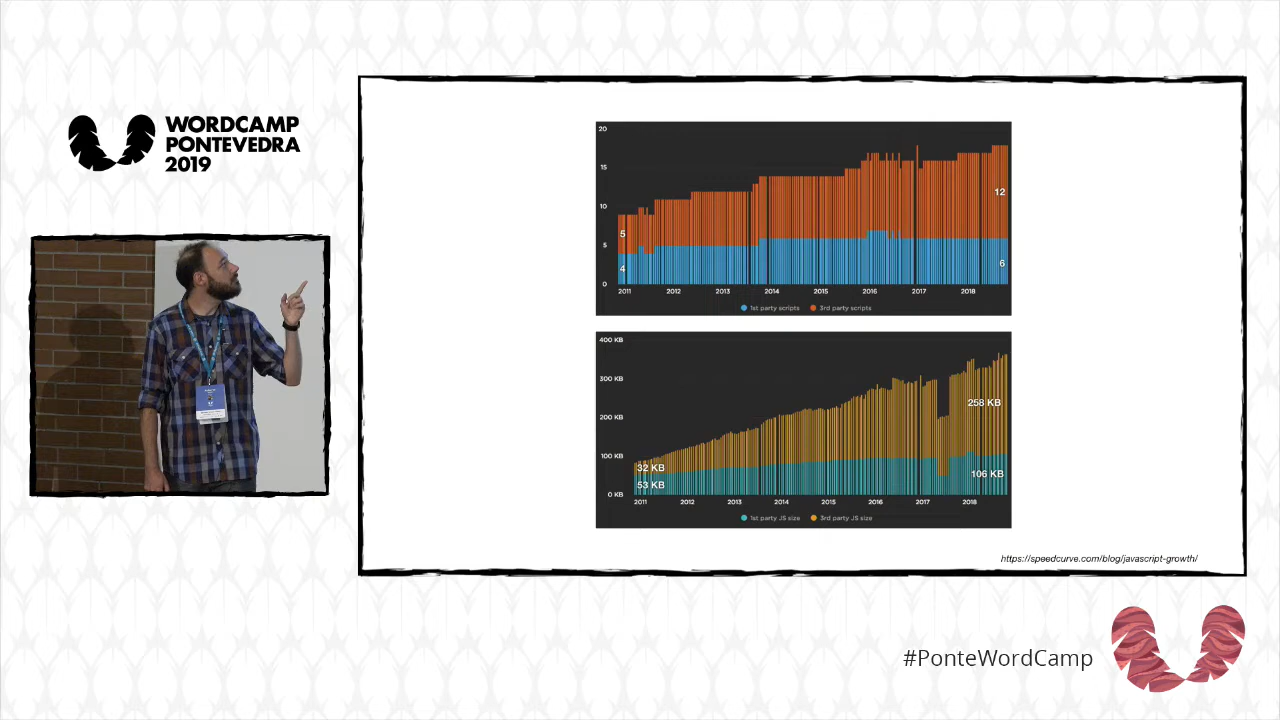 WORDCAMP
PONTEVEDRA
2019
20
15
10
5
0
5
4
12
6
2011 2012 2013 2014 2015 2016 2017 2018
1st party scripts 3rd party scripts
400 KB
300 KB
200 KB
100 KB
0 KB
32 KB
53 KB
258 KB
106 KB
2011 2012 2013 2014 2015 2016 2017 2018
1st party JS size 3rd party JS size
https://speedcurve.com/blog/javascript-growth/
#PonteWordCamp